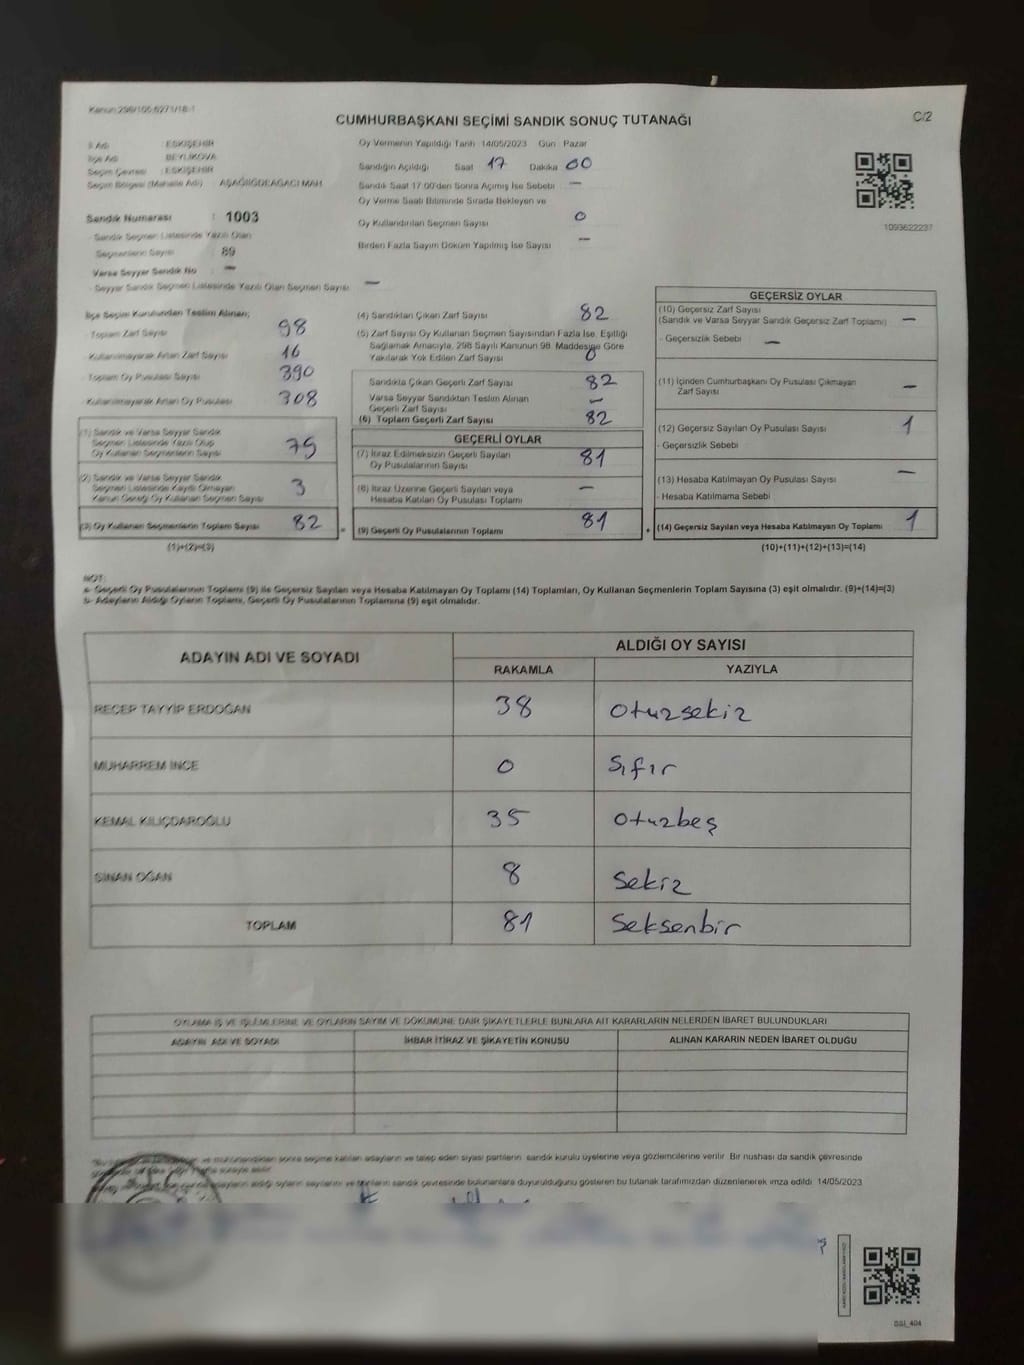 Kanun:298/105-6271/18-1
CUMHURBAŞKANI SEÇİMİ SANDIK SONUÇ TUTANAĞI
C/2
İl Adı : ESKİŞEHİR
İlçe Adı : BEYLİKOVA
Seçim Çevresi : ESKİŞEHİR
Seçim Bölgesi (Mahalle Adı) : AŞAĞIIĞDEAĞACI MAH.
Sandık Numarası : 1003
- Sandık Seçmen Listesinde Yazılı Olan
Seçmenlerin Sayısı : 89
Varsa Seyyar Sandık No —
- Seyyar Sandık Seçmen Listesinde Yazılı Olan Seçmen Sayısı —
Oy Vermenin Yapıldığı Tarih 14/05/2023 Gün Pazar
Sandığın Açıldığı Saat 17 Dakika 00
Sandık Saat 17.00'den Sonra Açılmış İse Sebebi —
Oy Verme Saati Bitiminde Sırada Bekleyen ve
Oy Kullandırılan Seçmen Sayısı 0
Birden Fazla Sayım Döküm Yapılmış İse Sayısı —
1093622237
İlçe Seçim Kurulundan Teslim Alınan;
Toplam Zarf Sayısı 98
- Kullanılmayarak Artan Zarf Sayısı 16
- Toplam Oy Pusulası Sayısı 390
- Kullanılmayarak Artan Oy Pusulası 308
(1) Sandık ve Varsa Seyyar Sandık
Seçmen Listesinde Yazılı Olup
Oy Kullanan Seçmenlerin Sayısı 79
(2) Sandık ve Varsa Seyyar Sandık
Seçmen Listesinde Kayıtlı Olmayan
Kanun Gereği Oy Kullanan Seçmen Sayısı 3
(3) Oy Kullanan Seçmenlerin Toplam Sayısı 82 =
(1)+(2)=(3)
(4) Sandıktan Çıkan Zarf Sayısı 82
(5) Zarf Sayısı Oy Kullanan Seçmen Sayısından Fazla İse, Eşitliği
Sağlamak Amacıyla, 298 Sayılı Kanunun 98. Maddesine Göre
Yakılarak Yok Edilen Zarf Sayısı 0
Sandıkta Çıkan Geçerli Zarf Sayısı 82
Varsa Seyyar Sandıktan Teslim Alınan
Geçerli Zarf Sayısı —
(6) Toplam Geçerli Zarf Sayısı 82
GEÇERLİ OYLAR
(7) İtiraz Edilmeksizin Geçerli Sayılan
Oy Pusulalarının Sayısı 81
(8) İtiraz Üzerine Geçerli Sayılan veya
Hesaba Katılan Oy Pusulası Toplamı —
(9) Geçerli Oy Pusulalarının Toplamı 81 +
GEÇERSİZ OYLAR
(10) Geçersiz Zarf Sayısı
(Sandık ve Varsa Seyyar Sandık Geçersiz Zarf Toplamı) —
- Geçersizlik Sebebi —
(11) İçinden Cumhurbaşkanı Oy Pusulası Çıkmayan
Zarf Sayısı —
(12) Geçersiz Sayılan Oy Pusulası Sayısı 1
- Geçersizlik Sebebi
(13) Hesaba Katılmayan Oy Pusulası Sayısı —
- Hesaba Katılmama Sebebi
(14) Geçersiz Sayılan veya Hesaba Katılmayan Oy Toplamı 1
(10)+(11)+(12)+(13)=(14)
NOT:
a- Geçerli Oy Pusulalarının Toplamı (9) ile Geçersiz Sayılan veya Hesaba Katılmayan Oy Toplamı (14) Toplamları, Oy Kullanan Seçmenlerin Toplam Sayısına (3) eşit olmalıdır. (9)+(14)=(3)
b- Adayların Aldığı Oyların Toplamı, Geçerli Oy Pusulalarının Toplamına (9) eşit olmalıdır.
ADAYIN ADI VE SOYADI
ALDIĞI OY SAYISI
RAKAMLA YAZIYLA
RECEP TAYYİP ERDOĞAN 38 otuzsekiz
MUHARREM İNCE 0 sıfır
KEMAL KILIÇDAROĞLU 35 otuzbeş
SİNAN OĞAN 8 sekiz
TOPLAM 81 seksenbir
OYLAMA İŞ VE İŞLEMLERİNE VE OYLARIN SAYIM VE DÖKÜMÜNE DAİR ŞİKAYETLERLE BUNLARA AİT KARARLARIN NELERDEN İBARET BULUNDUKLARI
ADAYIN ADI VE SOYADI İHBAR İTİRAZ VE ŞİKAYETİN KONUSU ALINAN KARARIN NEDEN İBARET OLDUĞU
sonra seçime katılan adayların ve talep eden siyasi partilerin sandık kurulu üyelerine veya gözlemcilerine verilir. Bir nushası da sandık çevresinde
adayların aldığı oyların sayılarını ve bunların sandık çevresinde bulunanlara duyurulduğunu gösteren bu tutanak tarafımızdan düzenlenerek imza edildi. 14/05/2023
SSİ_404